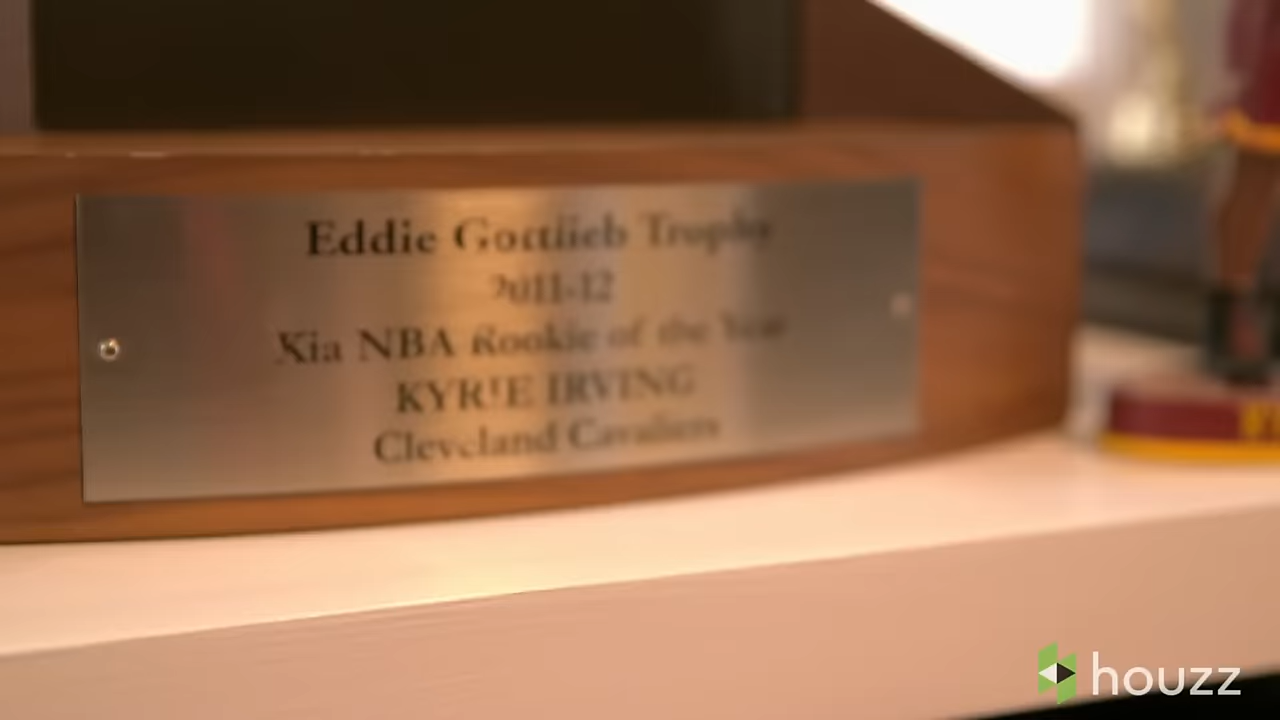 Eddie Gottlieb Trophy
2011-12
Kia NBA Rookie of the Year
KYRIE IRVING
Cleveland Cavaliers
houzz